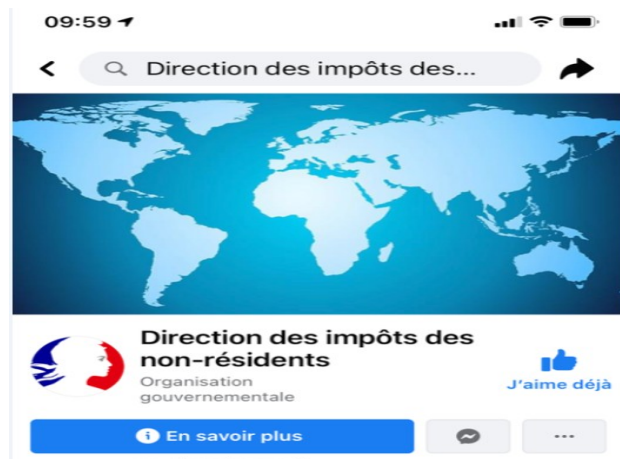 09:59
Direction des impôts des...
Direction des impôts des
non-résidents
Organisation
gouvernementale
J'aime déjà
En savoir plus
...